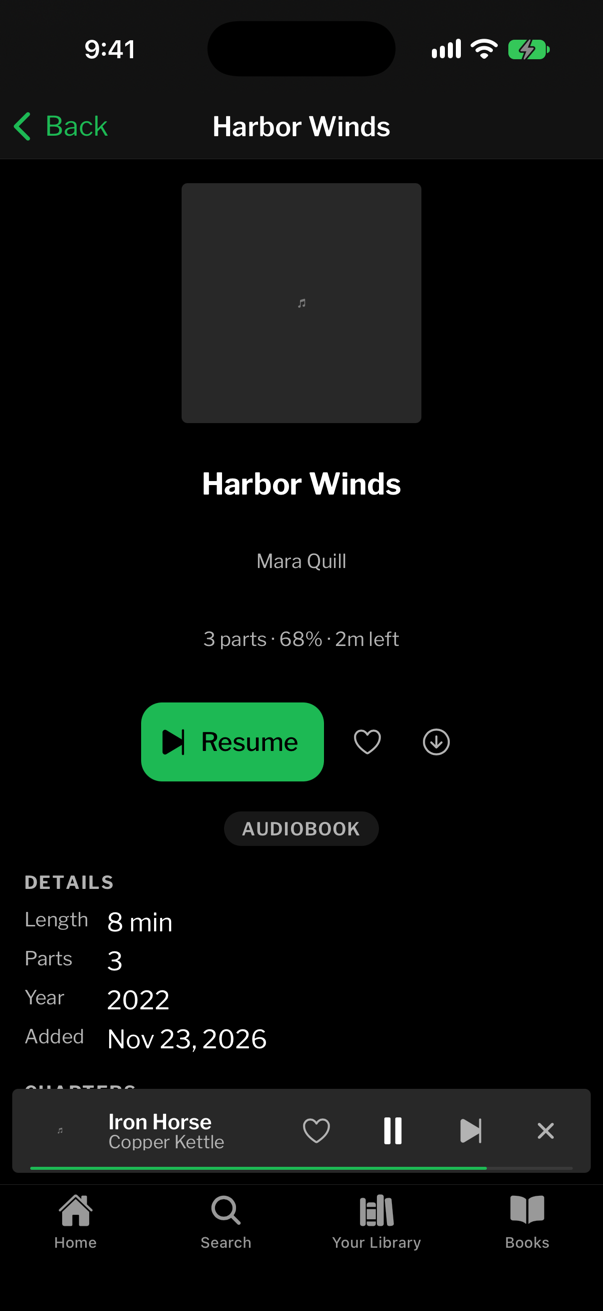 9:41
Back
Harbor Winds
Harbor Winds
Mara Quill
3 parts · 68% · 2m left
Resume
AUDIOBOOK
DETAILS
Length 8 min
Parts 3
Year 2022
Added Nov 23, 2026
CHAPTERS
Iron Horse
Copper Kettle
Home Search Your Library Books